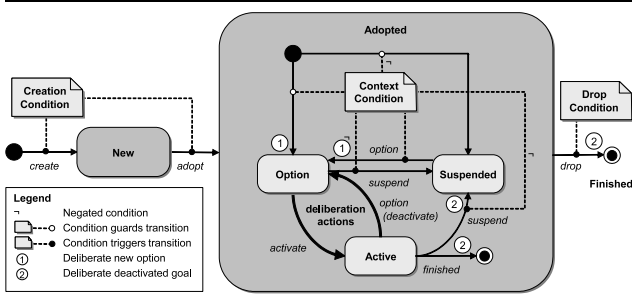 Adopted
Creation
Condition
Context
Condition
Drop
Condition
¬
¬
1
1
¬
option
2
New
create
adopt
Option
suspend
Suspended
drop
Finished
Legend
¬ Negated condition
Condition guards transition
Condition triggers transition
1 Deliberate new option
2 Deliberate deactivated goal
deliberation
actions
option
(deactivate)
2
suspend
activate
Active
2
finished